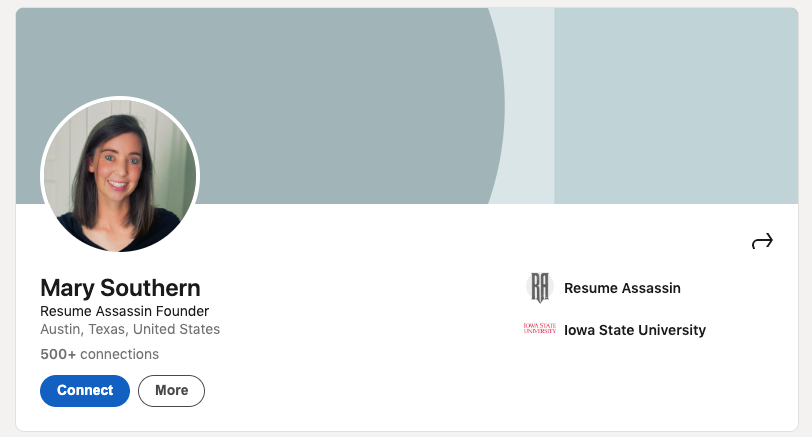 Mary Southern
Resume Assassin Founder
Austin, Texas, United States
500+ connections
Connect
More
RA
Resume Assassin
IOWA STATE
UNIVERSITY
Iowa State University